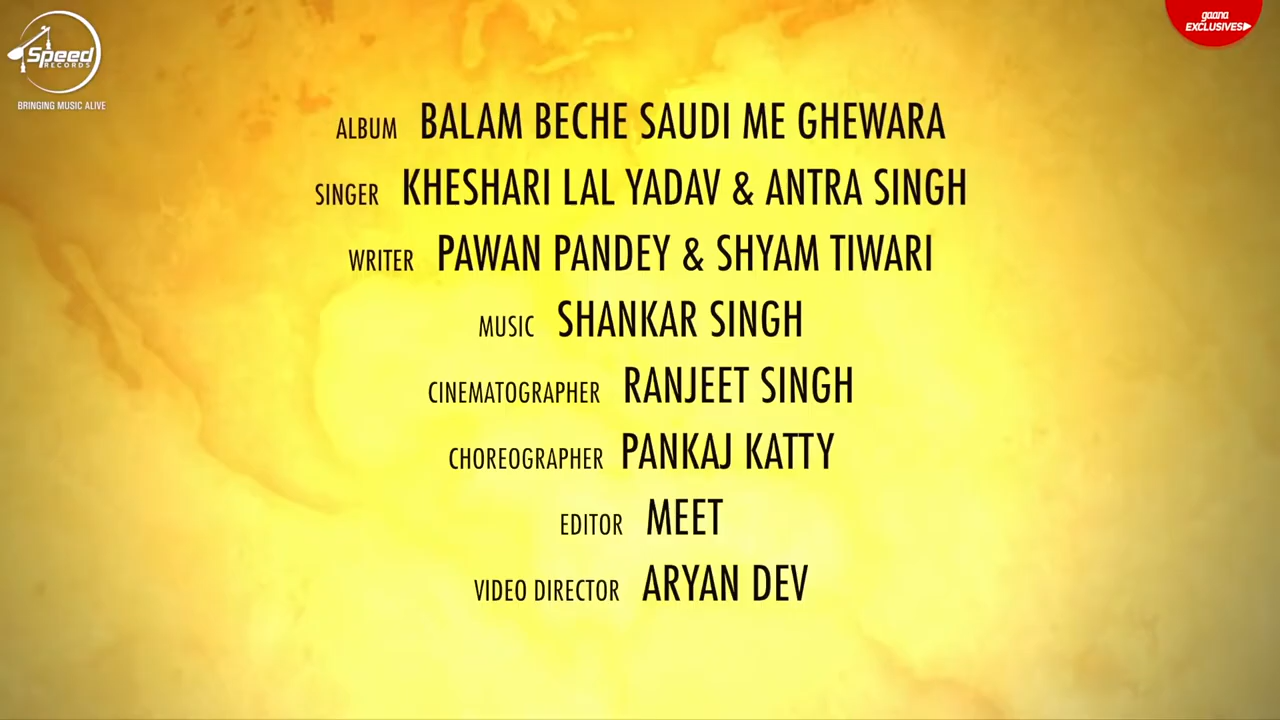 Speed
RECORDS
BRINGING MUSIC ALIVE
gaana
EXCLUSIVES
ALBUM BALAM BECHE SAUDI ME GHEWARA
SINGER KHESHARI LAL YADAV & ANTRA SINGH
WRITER PAWAN PANDEY & SHYAM TIWARI
MUSIC SHANKAR SINGH
CINEMATOGRAPHER RANJEET SINGH
CHOREOGRAPHER PANKAJ KATTY
EDITOR MEET
VIDEO DIRECTOR ARYAN DEV